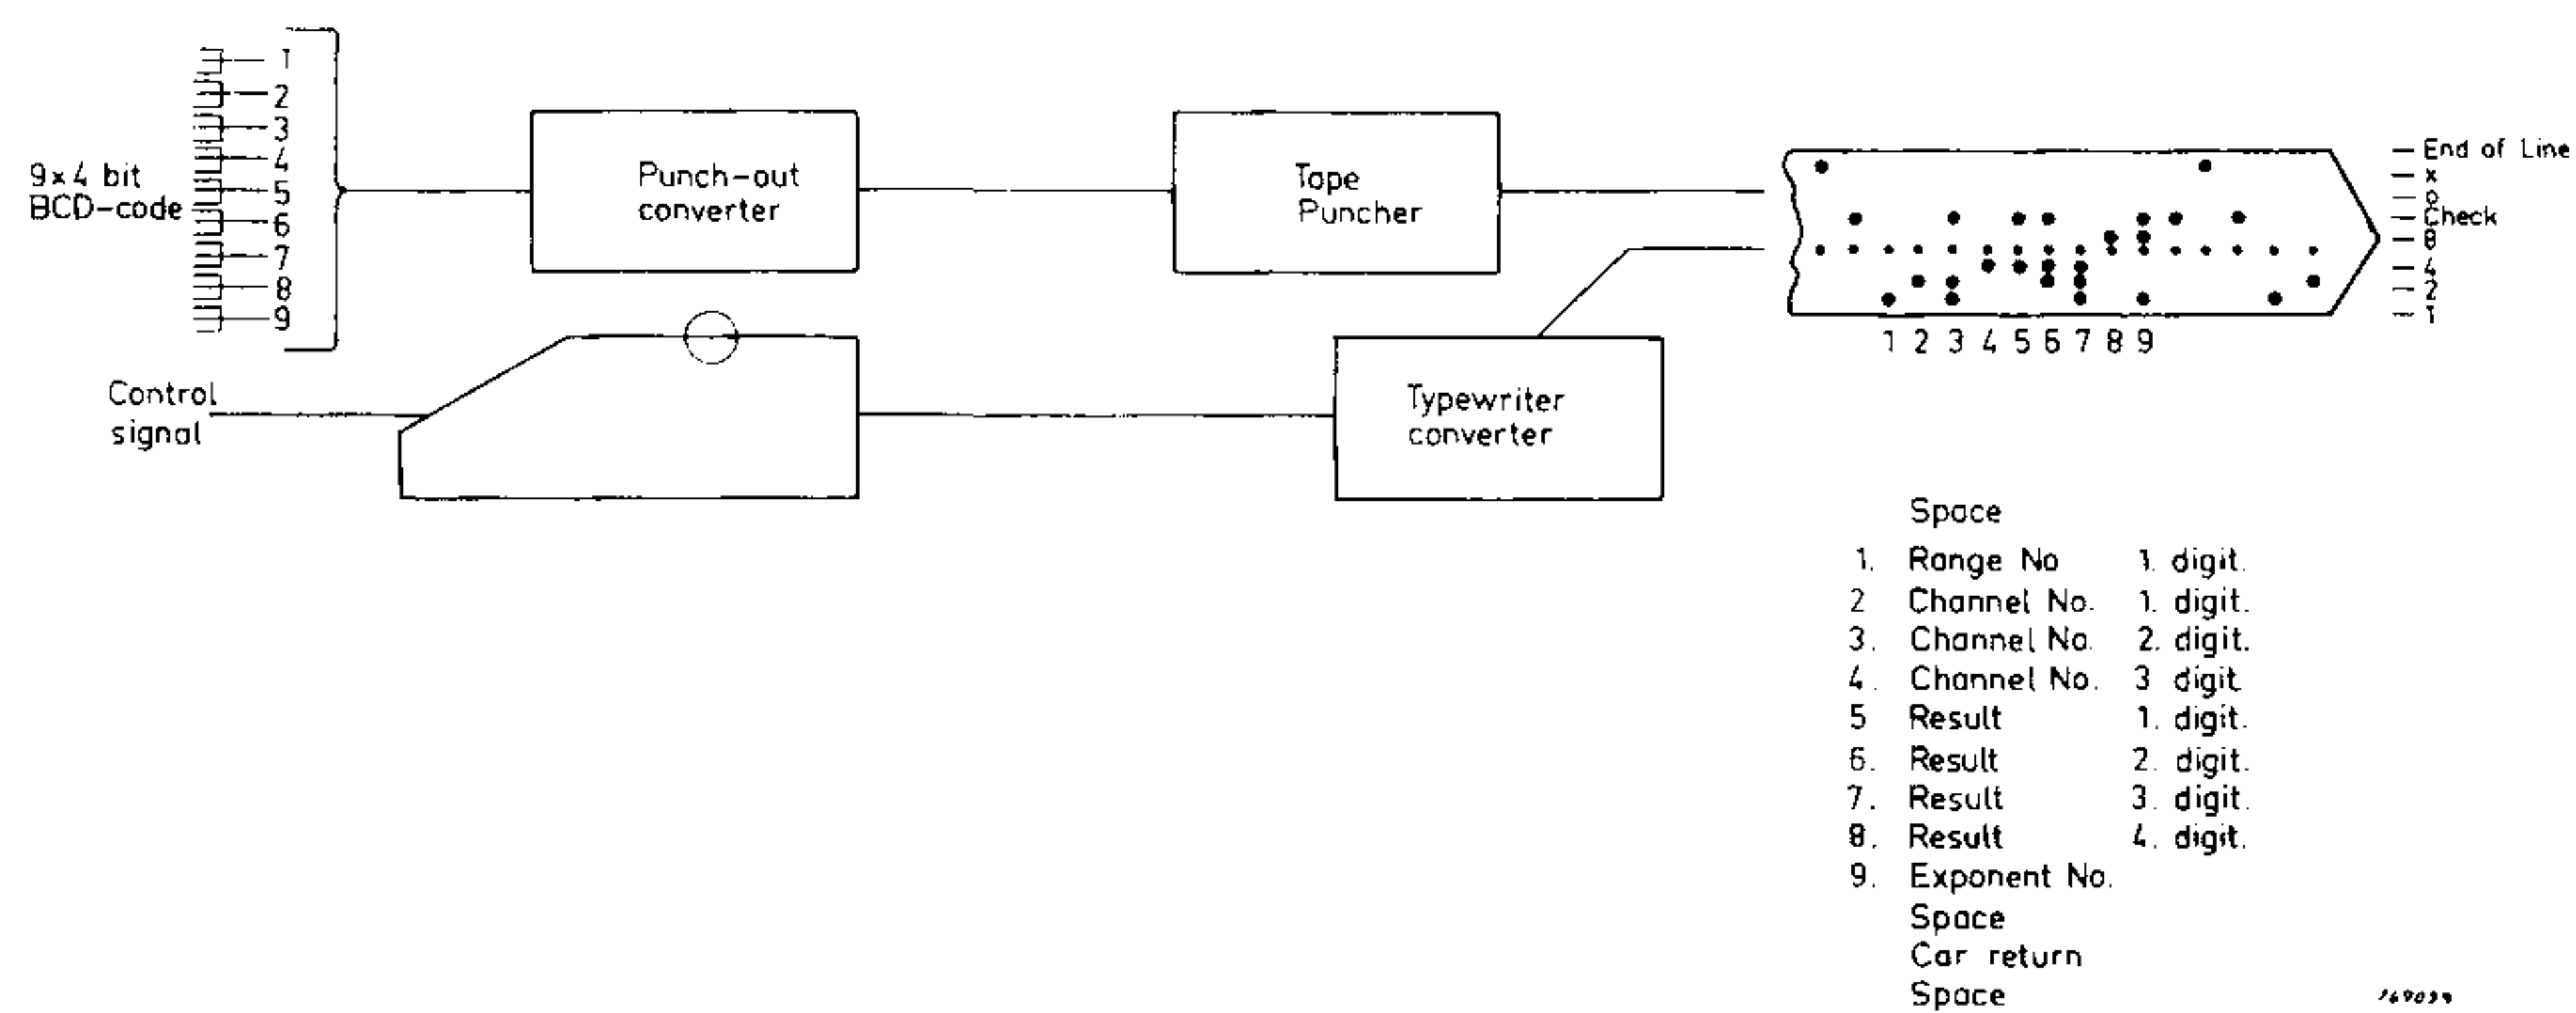 1
2
3
4
5
6
7
8
9
9×4 bit
BCD-code
Punch-out
converter
Tape
Puncher
End of Line
x
o
Check
8
4
2
1
1 2 3 4 5 6 7 8 9
Control
signal
Typewriter
converter
Space
1. Range No 1. digit.
2 Channel No. 1. digit.
3. Channel No. 2. digit.
4. Channel No. 3 digit
5 Result 1. digit.
6. Result 2. digit.
7. Result 3. digit.
8. Result 4. digit.
9. Exponent No.
Space
Car return
Space